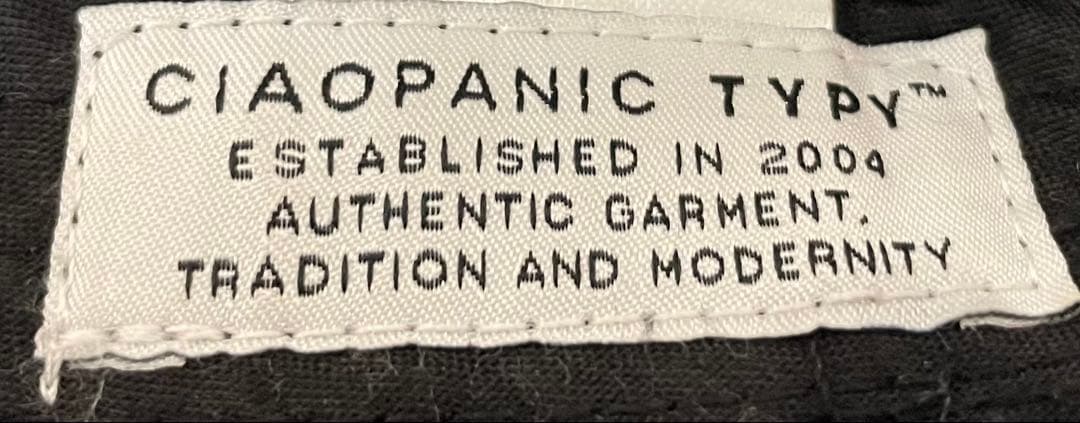 CIAOPANIC TYPY™
ESTABLISHED IN 2004
AUTHENTIC GARMENT.
TRADITION AND MODERNITY